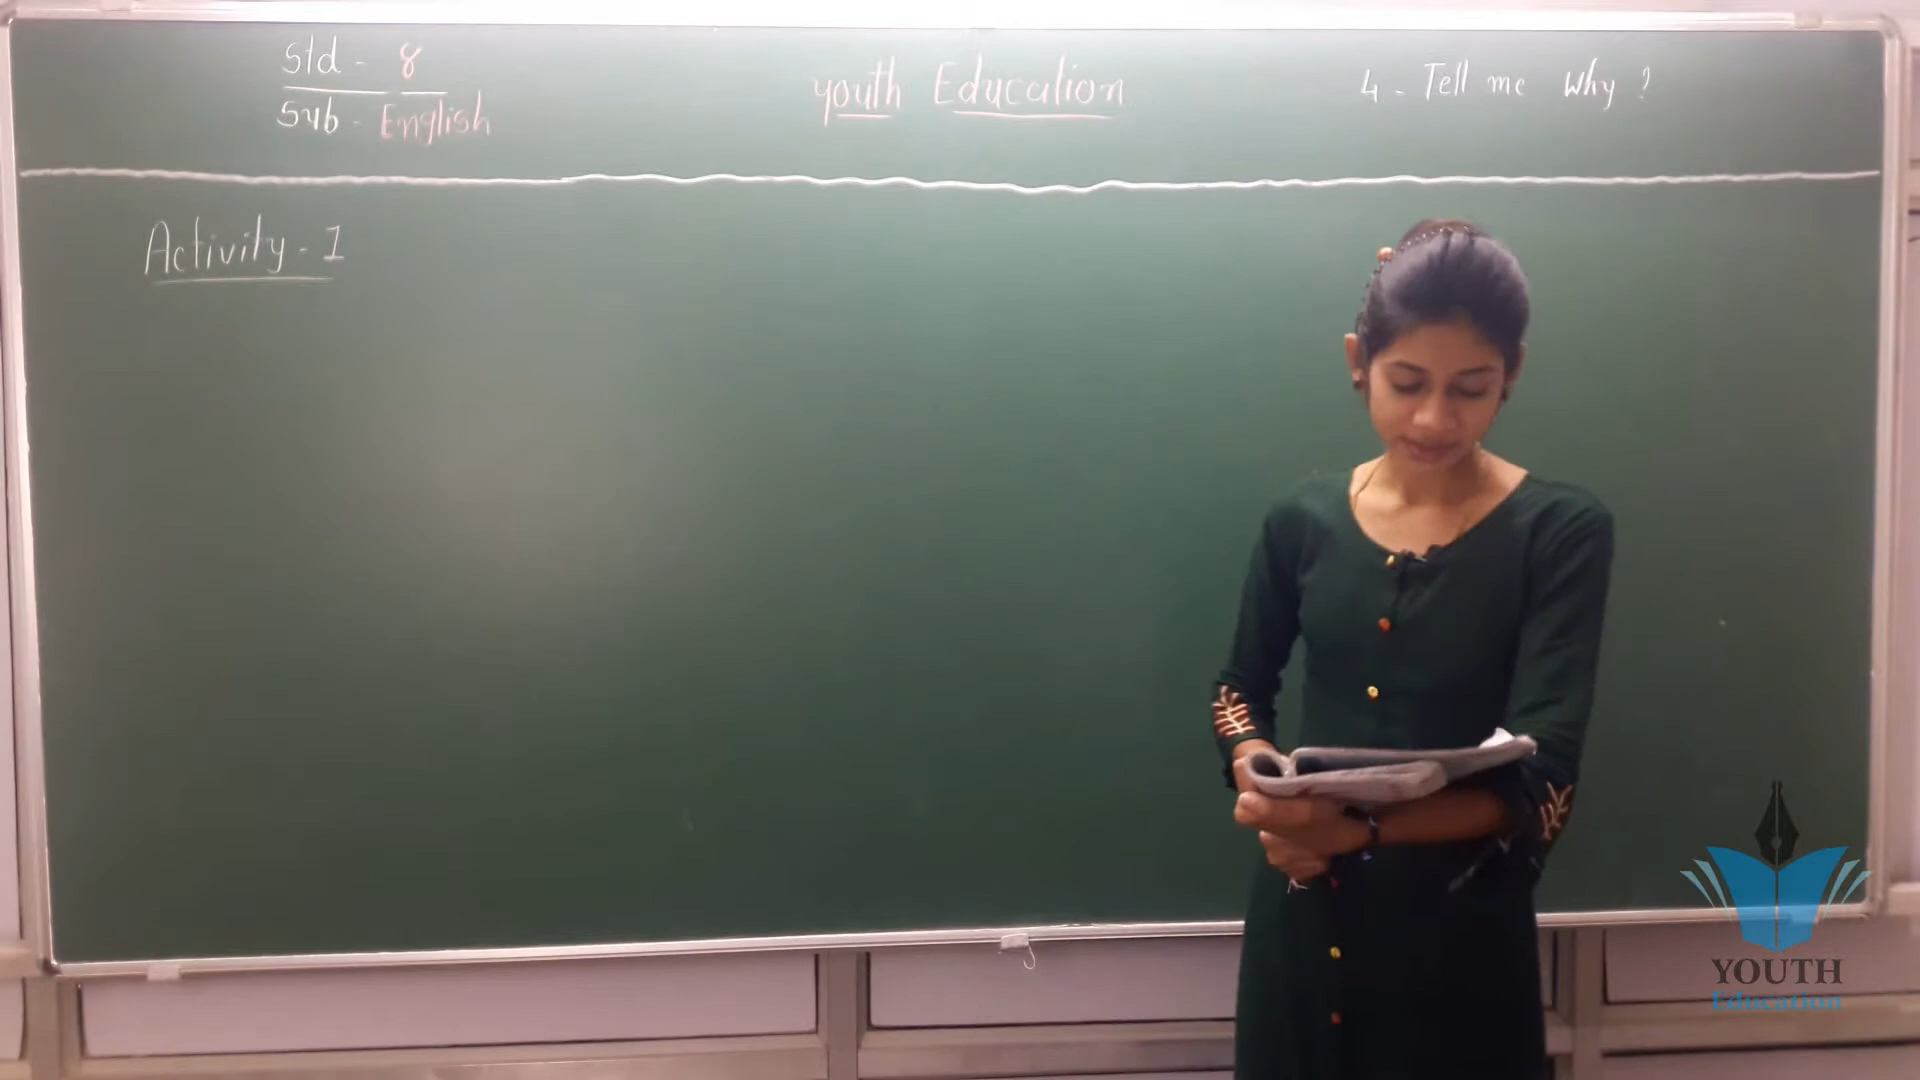 Std - 8
Sub - English
youth Education
4 - Tell me Why ?
Activity - 1
YOUTH
Education